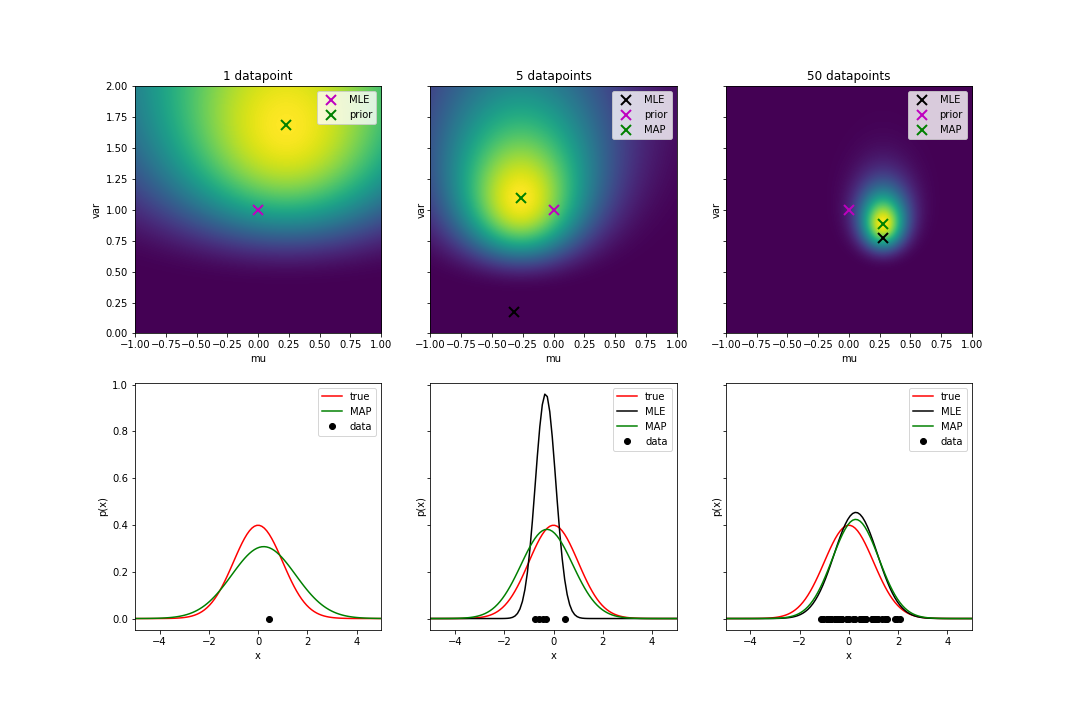 1 datapoint
5 datapoints
50 datapoints
MLE
prior
MLE
prior
MAP
MLE
prior
MAP
var
2.00
1.75
1.50
1.25
1.00
0.75
0.50
0.25
0.00
var
var
−1.00 −0.75 −0.50 −0.25 0.00 0.25 0.50 0.75 1.00
−1.00 −0.75 −0.50 −0.25 0.00 0.25 0.50 0.75 1.00
−1.00 −0.75 −0.50 −0.25 0.00 0.25 0.50 0.75 1.00
mu
mu
mu
true
MAP
data
true
MLE
MAP
data
true
MLE
MAP
data
p(x)
1.0
0.8
0.6
0.4
0.2
0.0
p(x)
p(x)
−4 −2 0 2 4
−4 −2 0 2 4
−4 −2 0 2 4
x
x
x